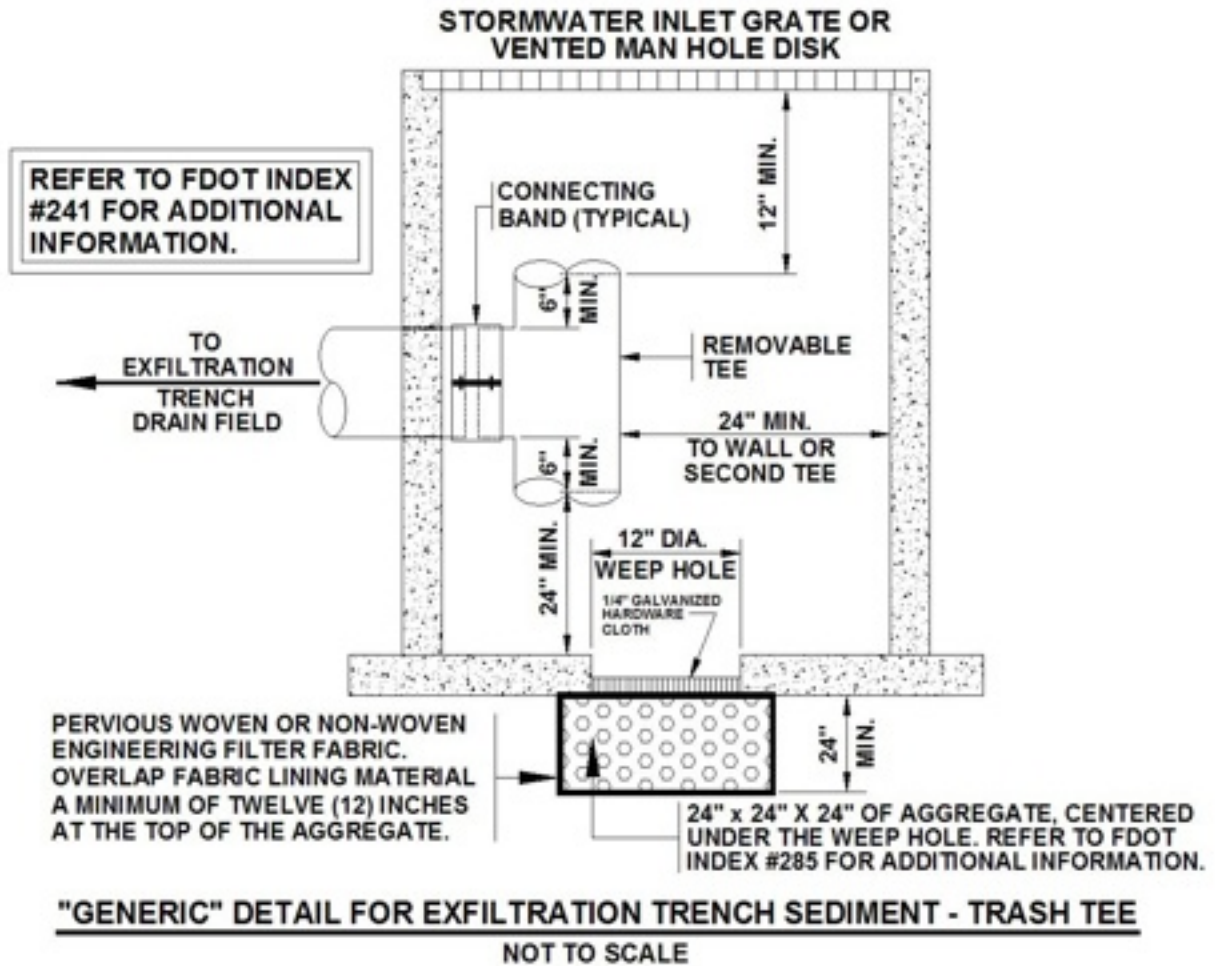 STORMWATER INLET GRATE OR
VENTED MAN HOLE DISK
REFER TO FDOT INDEX
#241 FOR ADDITIONAL
INFORMATION.
CONNECTING
BAND (TYPICAL)
12" MIN.
6"
MIN.
TO
EXFILTRATION
TRENCH
DRAIN FIELD
REMOVABLE
TEE
24" MIN.
TO WALL OR
SECOND TEE
6"
MIN.
24" MIN.
12" DIA.
WEEP HOLE
1/4" GALVANIZED
HARDWARE
CLOTH
PERVIOUS WOVEN OR NON-WOVEN
ENGINEERING FILTER FABRIC.
OVERLAP FABRIC LINING MATERIAL
A MINIMUM OF TWELVE (12) INCHES
AT THE TOP OF THE AGGREGATE.
24"
MIN.
24" x 24" X 24" OF AGGREGATE, CENTERED
UNDER THE WEEP HOLE. REFER TO FDOT
INDEX #285 FOR ADDITIONAL INFORMATION.
"GENERIC" DETAIL FOR EXFILTRATION TRENCH SEDIMENT - TRASH TEE
NOT TO SCALE